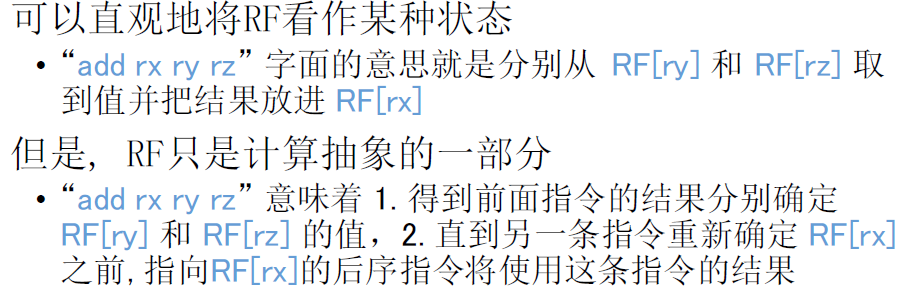 可以直观地将RF看作某种状态
• “add rx ry rz” 字面的意思就是分别从 RF[ry] 和 RF[rz] 取
到值并把结果放进 RF[rx]
但是, RF只是计算抽象的一部分
• “add rx ry rz” 意味着 1. 得到前面指令的结果分别确定
RF[ry] 和 RF[rz] 的值，2. 直到另一条指令重新确定 RF[rx]
之前, 指向RF[rx]的后序指令将使用这条指令的结果